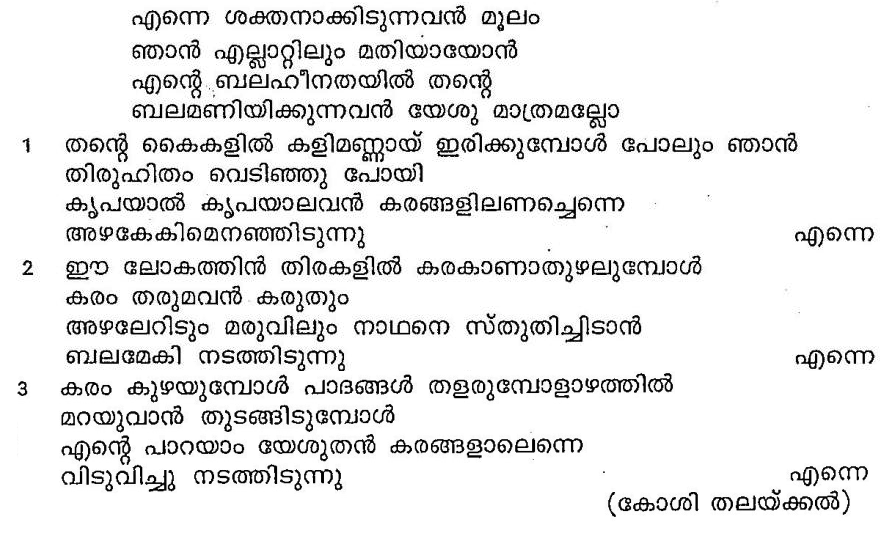 എന്നെ ശക്തനാക്കിടുന്നവൻ മൂലം
ഞാൻ എല്ലാറ്റിലും മതിയായോൻ
എന്റെ ബലഹീനതയിൽ തന്റെ
ബലമണിയിക്കുന്നവൻ യേശു മാത്രമല്ലോ
1 തന്റെ കൈകളിൽ കളിമണ്ണായ് ഇരിക്കുമ്പോൾ പോലും ഞാൻ
തിരുഹിതം വെടിഞ്ഞു പോയി
കൃപയാൽ കൃപയാലവൻ കരങ്ങളിലണച്ചെന്നെ
അഴകേകിമെനഞ്ഞിടുന്നു എന്നെ
2 ഈ ലോകത്തിൻ തിരകളിൽ കരകാണാതുഴലുമ്പോൾ
കരം തരുമവൻ കരുതും
അഴലേറിടും മരുവിലും നാഥനെ സ്തുതിച്ചിടാൻ
ബലമേകി നടത്തിടുന്നു എന്നെ
3 കരം കുഴയുമ്പോൾ പാദങ്ങൾ തളരുമ്പോളാഴത്തിൽ
മറയുവാൻ തുടങ്ങിടുമ്പോൾ
എന്റെ പാറയാം യേശുതൻ കരങ്ങളാലെന്നെ
വിടുവിച്ചു നടത്തിടുന്നു എന്നെ
(കോശി തലയ്ക്കൽ)